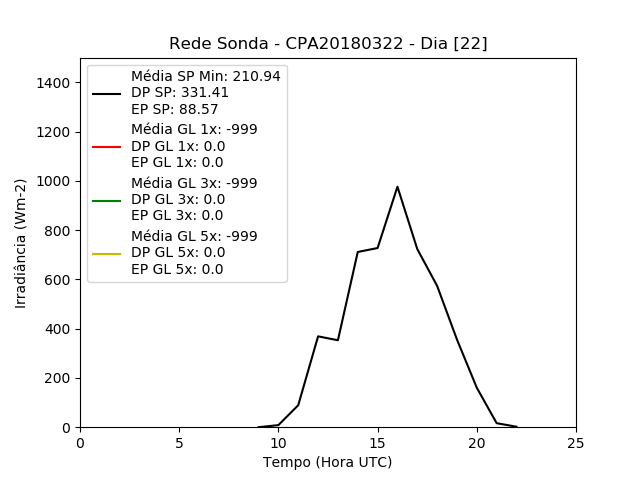 Rede Sonda - CPA20180322 - Dia [22]
Média SP Min: 210.94
DP SP: 331.41
EP SP: 88.57
Média GL 1x: -999
DP GL 1x: 0.0
EP GL 1x: 0.0
Média GL 3x: -999
DP GL 3x: 0.0
EP GL 3x: 0.0
Média GL 5x: -999
DP GL 5x: 0.0
EP GL 5x: 0.0
Irradiância (Wm-2)
1400
1200
1000
800
600
400
200
0
0 5 10 15 20 25
Tempo (Hora UTC)